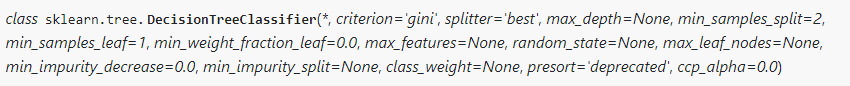 class sklearn.tree.DecisionTreeClassifier(*, criterion='gini', splitter='best', max_depth=None, min_samples_split=2,
min_samples_leaf=1, min_weight_fraction_leaf=0.0, max_features=None, random_state=None, max_leaf_nodes=None,
min_impurity_decrease=0.0, min_impurity_split=None, class_weight=None, presort='deprecated', ccp_alpha=0.0)